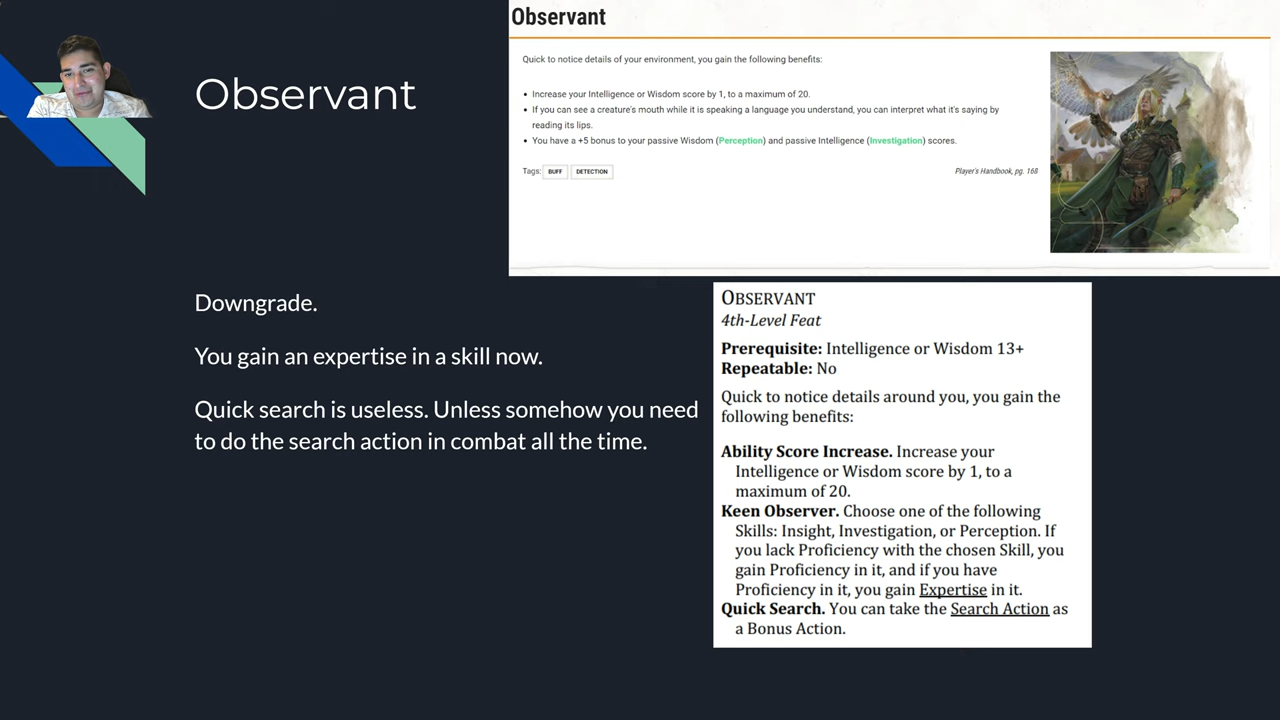 Observant
Observant
Quick to notice details of your environment, you gain the following benefits:
Increase your Intelligence or Wisdom score by 1, to a maximum of 20.
If you can see a creature's mouth while it is speaking a language you understand, you can interpret what it's saying by
reading its lips.
You have a +5 bonus to your passive Wisdom (Perception) and passive Intelligence (Investigation) scores.
Tags: BUFF DETECTION
Player's Handbook, pg. 168
Downgrade.
You gain an expertise in a skill now.
Quick search is useless. Unless somehow you need
to do the search action in combat all the time.
OBSERVANT
4th-Level Feat
Prerequisite: Intelligence or Wisdom 13+
Repeatable: No
Quick to notice details around you, you gain the
following benefits:
Ability Score Increase. Increase your
Intelligence or Wisdom score by 1, to a
maximum of 20.
Keen Observer. Choose one of the following
Skills: Insight, Investigation, or Perception. If
you lack Proficiency with the chosen Skill, you
gain Proficiency in it, and if you have
Proficiency in it, you gain Expertise in it.
Quick Search. You can take the Search Action as
a Bonus Action.